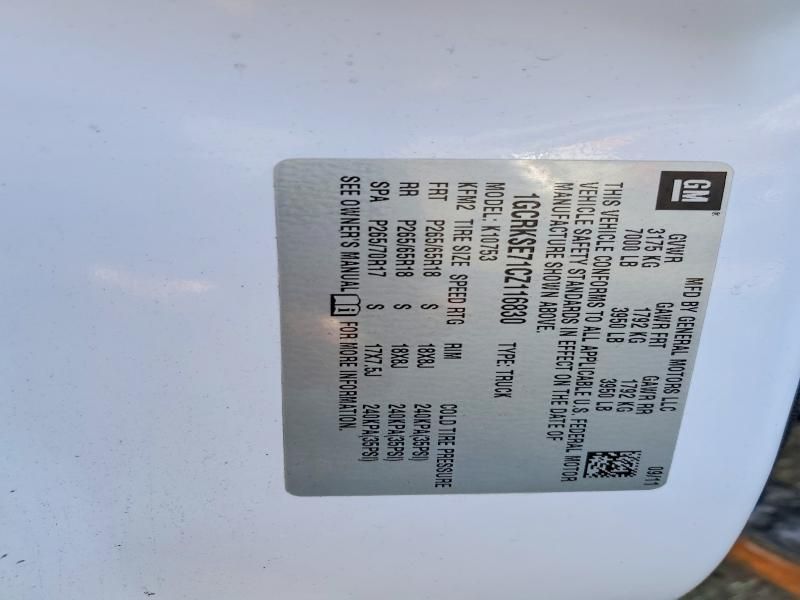 GM®
MFD BY GENERAL MOTORS LLC 09/11
GVWR GAWR FRT GAWR RR
3175 KG 1792 KG 1792 KG
7000 LB 3950 LB 3950 LB
THIS VEHICLE CONFORMS TO ALL APPLICABLE U.S. FEDERAL MOTOR
VEHICLE SAFETY STANDARDS IN EFFECT ON THE DATE OF
MANUFACTURE SHOWN ABOVE.
1GCRKSE71CZ116830 TYPE: TRUCK
MODEL: K10753
KFM2 TIRE SIZE SPEED RTG RIM COLD TIRE PRESSURE
FRT P265/65R18 S 18X8J 240KPA(35PSI)
RR P265/65R18 S 18X8J 240KPA(35PSI)
SPA P265/70R17 S 17X7.5J 240KPA(35PSI)
SEE OWNER'S MANUAL FOR MORE INFORMATION.